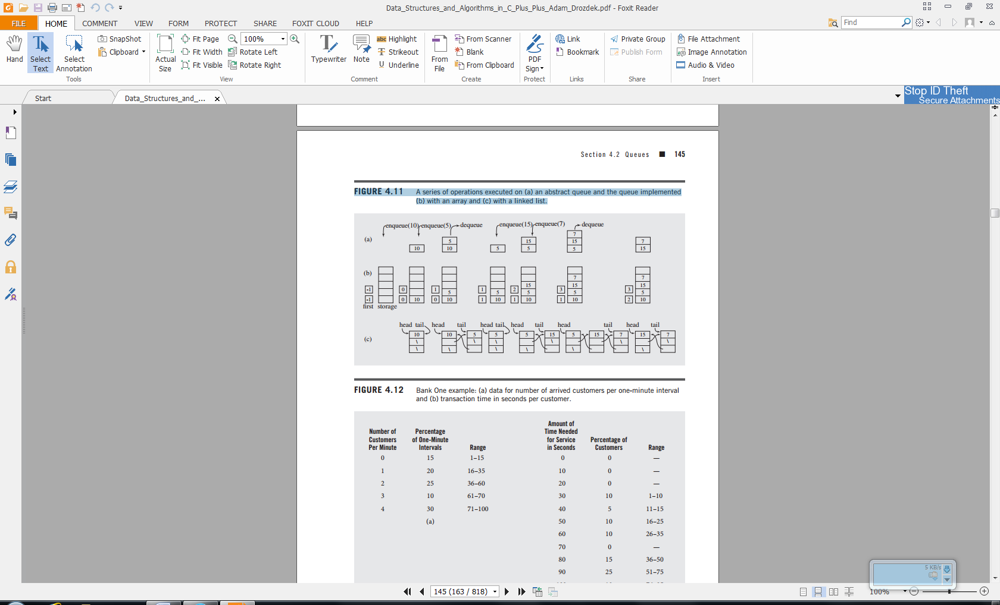 Data_Structures_and_Algorithms_in_C_Plus_Plus_Adam_Drozdek.pdf - Foxit Reader
FILE HOME COMMENT VIEW FORM PROTECT SHARE FOXIT CLOUD HELP Find
Hand
Select Text
Select Annotation
SnapShot
Clipboard
Tools
Actual Size
Fit Page
Fit Width
Fit Visible
100%
Rotate Left
Rotate Right
View
Typewriter
Note
abc Highlight
T Strikeout
U Underline
Comment
From File
From Scanner
Blank
From Clipboard
Create
PDF Sign
Protect
Link
Bookmark
Links
Private Group
Publish Form
Share
File Attachment
Image Annotation
Audio & Video
Insert
Start Data_Structures_and_...
Stop ID Theft
Secure Attachments
Section 4.2 Queues ■ 145
FIGURE 4.11 A series of operations executed on (a) an abstract queue and the queue implemented
(b) with an array and (c) with a linked list.
enqueue(10) enqueue(5) dequeue enqueue(15) enqueue(7) dequeue
(a)
7
5 15 15 7
10 10 5 5 5 15
(b)
7 7
15 15 15
-1 0 1 5 1 5 2 5 3 5 3 5
-1 0 10 0 10 1 10 1 10 1 10 2 10
first storage
head tail head tail head tail head tail head tail head tail
(c)
10 10 5 5 5 15 5 15 7 15 7
\ \ \ \ \ \
\ \ \ \ \ \
FIGURE 4.12 Bank One example: (a) data for number of arrived customers per one-minute interval
and (b) transaction time in seconds per customer.
Number of Customers Per Minute
Percentage of One-Minute Intervals
Range
0 15 1–15
1 20 16–35
2 25 36–60
3 10 61–70
4 30 71–100
(a)
Amount of Time Needed for Service in Seconds
Percentage of Customers
Range
0 0 —
10 0 —
20 0 —
30 10 1–10
40 5 11–15
50 10 16–25
60 10 26–35
70 0 —
80 15 36–50
90 25 51–75
5 KB/s
145 (163 / 818)
100%